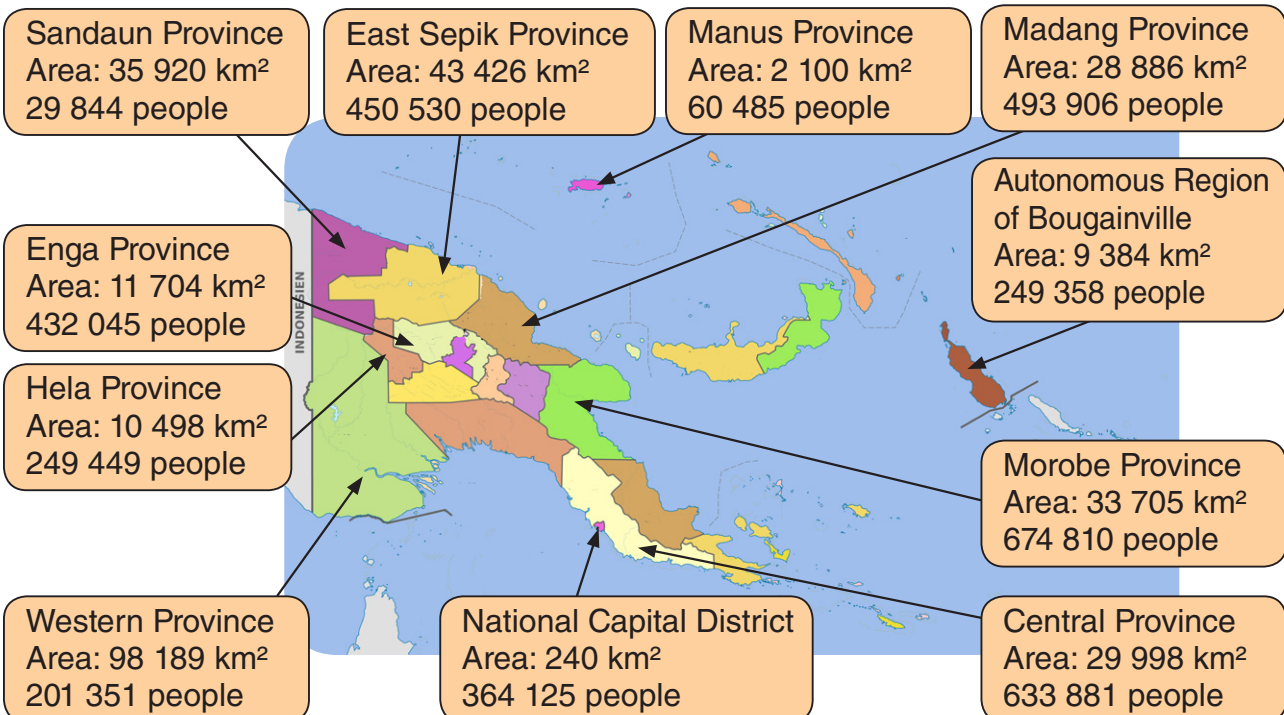 Sandaun Province
Area: 35 920 km²
29 844 people
East Sepik Province
Area: 43 426 km²
450 530 people
Manus Province
Area: 2 100 km²
60 485 people
Madang Province
Area: 28 886 km²
493 906 people
Autonomous Region
of Bougainville
Area: 9 384 km²
249 358 people
Enga Province
Area: 11 704 km²
432 045 people
INDONESIEN
Hela Province
Area: 10 498 km²
249 449 people
Morobe Province
Area: 33 705 km²
674 810 people
Western Province
Area: 98 189 km²
201 351 people
National Capital District
Area: 240 km²
364 125 people
Central Province
Area: 29 998 km²
633 881 people